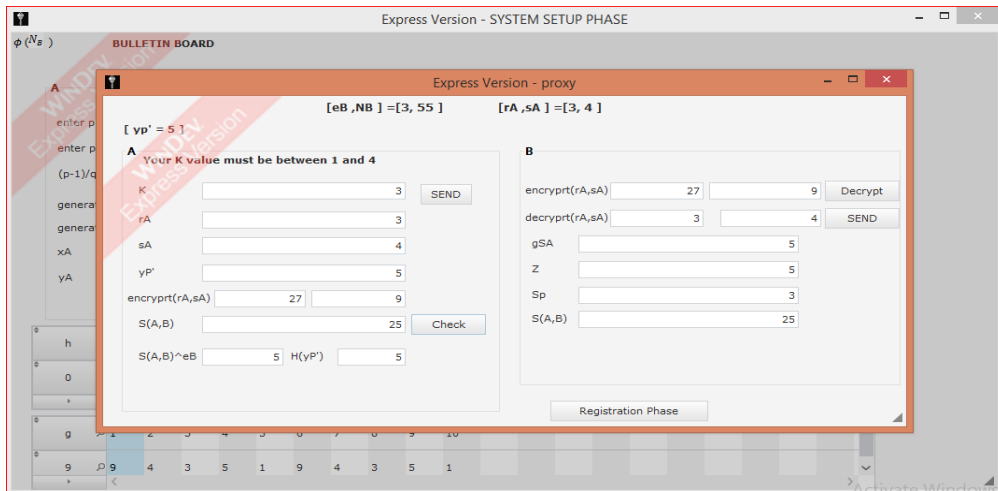 Express Version - SYSTEM SETUP PHASE
ϕ(N_B )
BULLETIN BOARD
A
enter p
enter p
(p-1)/q
genera
genera
xA
yA
h
0
g
1 2 3 4 5 6 7 8 9 10
9
9 4 3 5 1 9 4 3 5 1
WINDEV
Express Version
Express Version - proxy
[eB ,NB ] =[3, 55 ] [rA ,sA ] =[3, 4 ]
[ yp' = 5 ]
A
Your K value must be between 1 and 4
K 3 SEND
rA 3
sA 4
yP' 5
encryprt(rA,sA) 27 9
S(A,B) 25 Check
S(A,B)^eB 5 H(yP') 5
WINDEV
Express Version
B
encryprt(rA,sA) 27 9 Decrypt
decryprt(rA,sA) 3 4 SEND
gSA 5
Z 5
Sp 3
S(A,B) 25
Registration Phase
Activate Windows